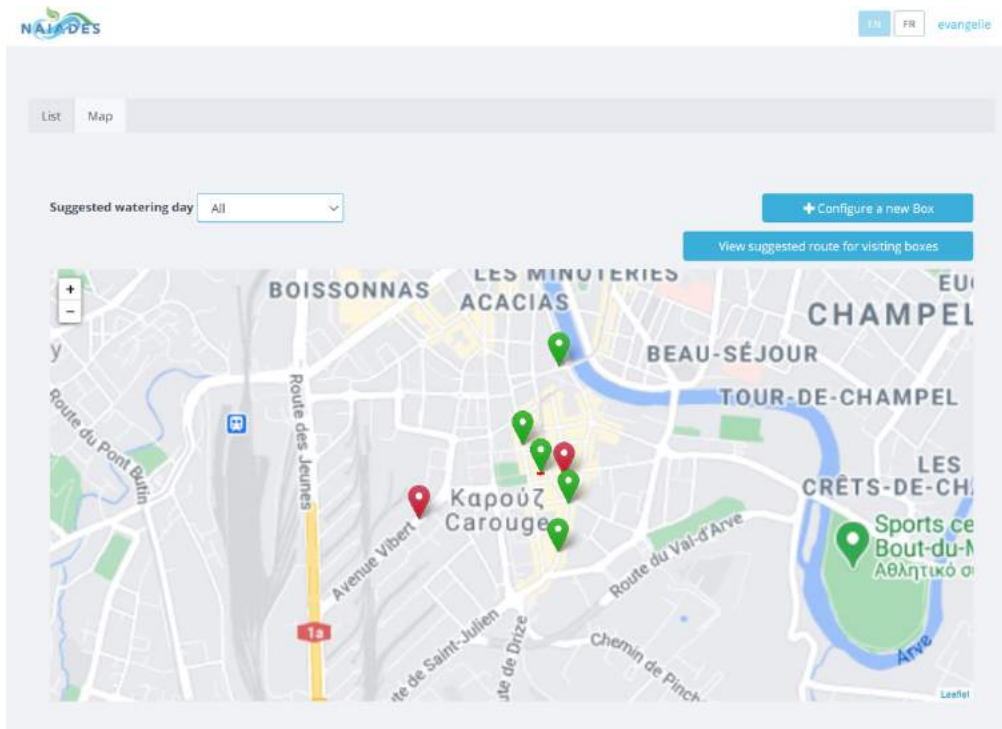 NAIADES
EN FR evangelie
List Map
Suggested watering day All
+ Configure a new Box
View suggested route for visiting boxes
+
−
LES MINOTERIES
BOISSONNAS
ACACIAS
CHAMPEL
y
BEAU-SÉJOUR
Route des Jeunes
TOUR-DE-CHAMPEL
Route du Pont Butin
LES
CRÊTS-DE-CH
Καρούζ
Carouge
Sports ce
Bout-du-M
Αθλητικό
Avenue Vibert
Route du Val-d'Arve
1a
te de Saint-Julien
te de Drize
Chemin de Pinch
Arve
Leaflet